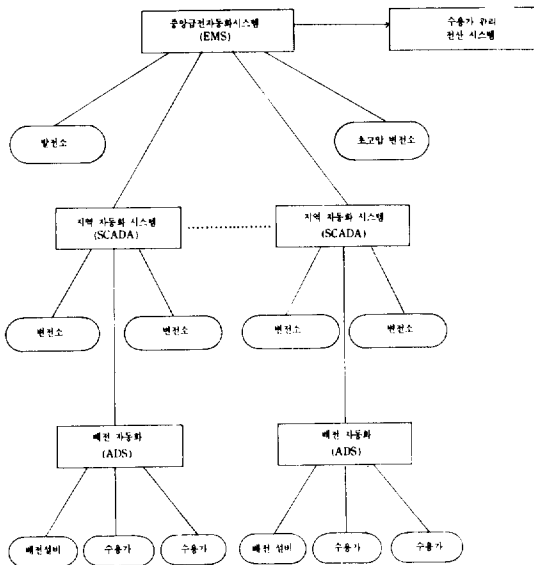 중앙급전자동화시스템
(EMS)
수용가 관리
전산 시스템
발전소
초고압 변전소
지역 자동화 시스템
(SCADA)
지역 자동화 시스템
(SCADA)
변전소
변전소
변전소
변전소
배전 자동화
(ADS)
배전 자동화
(ADS)
배전설비
수용가
수용가
배전 설비
수용가
수용가